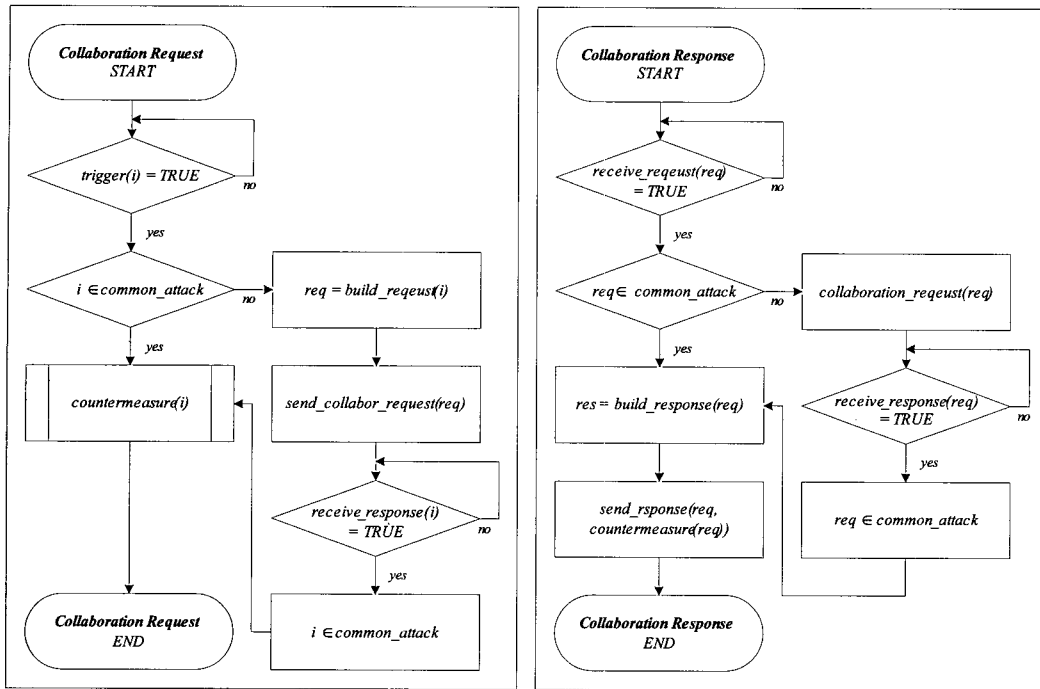 Collaboration Request
START
trigger(i) = TRUE
no
yes
i ∈ common_attack
no
req = build_reqeust(i)
yes
countermeasure(i)
send_collabor_request(req)
receive_response(i)
= TRUE
no
yes
i ∈ common_attack
Collaboration Request
END
Collaboration Response
START
receive_reqeust(req)
= TRUE
no
yes
req ∈ common_attack
no
collaboration_reqeust(req)
yes
res = build_response(req)
receive_response(req)
= TRUE
no
yes
send_rsponse(req,
countermeasure(req))
req ∈ common_attack
Collaboration Response
END